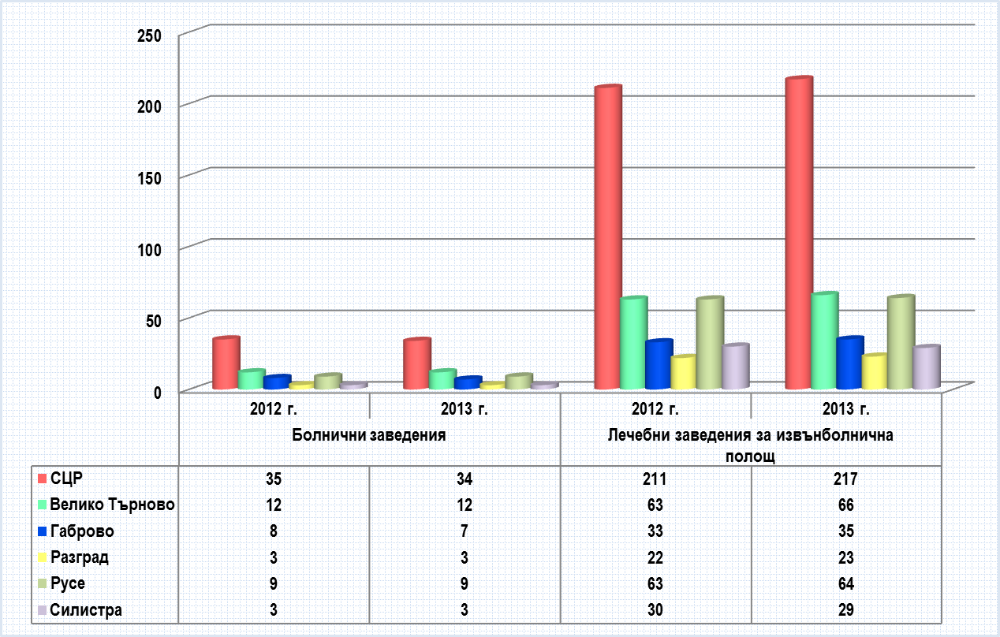 250
200
150
100
50
0
2012 г. 2013 г. 2012 г. 2013 г.
Болнични заведения Лечебни заведения за извънболнична
полощ
СЦР 35 34 211 217
Велико Търново 12 12 63 66
Габрово 8 7 33 35
Разград 3 3 22 23
Русе 9 9 63 64
Силистра 3 3 30 29